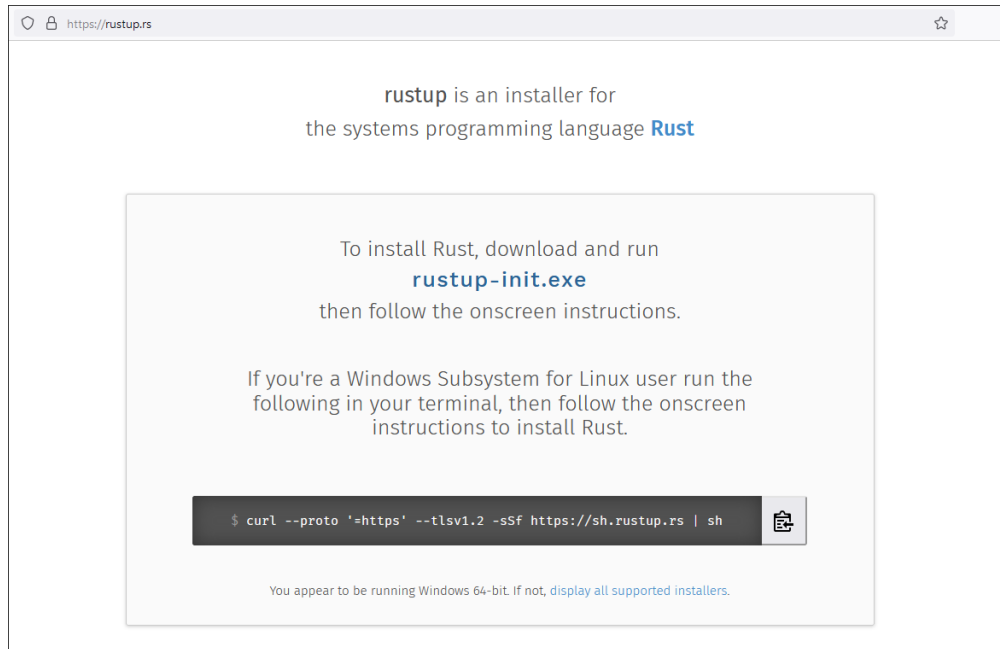 https://rustup.rs
rustup is an installer for
the systems programming language Rust
To install Rust, download and run
rustup-init.exe
then follow the onscreen instructions.
If you're a Windows Subsystem for Linux user run the
following in your terminal, then follow the onscreen
instructions to install Rust.
$ curl --proto '=https' --tlsv1.2 -sSf https://sh.rustup.rs | sh
You appear to be running Windows 64-bit. If not, display all supported installers.